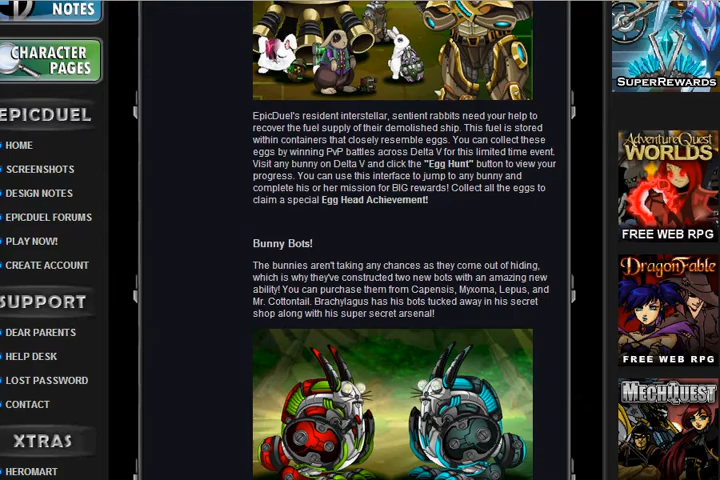 NOTES
CHARACTER
PAGES
EPICDUEL
HOME
SCREENSHOTS
DESIGN NOTES
EPICDUEL FORUMS
PLAY NOW!
CREATE ACCOUNT
SUPPORT
DEAR PARENTS
HELP DESK
LOST PASSWORD
CONTACT
XTRAS
HEROMART
EpicDuel's resident interstellar, sentient rabbits need your help to
recover the fuel supply of their demolished ship. This fuel is stored
within containers that closely resemble eggs. You can collect these
eggs by winning PvP battles across Delta V for this limited time event.
Visit any bunny on Delta V and click the "Egg Hunt" button to view your
progress. You can use this interface to jump to any bunny and
complete his or her mission for BIG rewards! Collect all the eggs to
claim a special Egg Head Achievement!
Bunny Bots!
The bunnies aren't taking any chances as they come out of hiding,
which is why they've constructed two new bots with an amazing new
ability! You can purchase them from Capensis, Myxoma, Lepus, and
Mr. Cottontail. Brachylagus has his bots tucked away in his secret
shop along with his super secret arsenal!
SUPERREWARDS
ADVENTUREQUEST
WORLDS
FREE WEB RPG
DRAGONFABLE
FREE WEB RPG
MECHQUEST